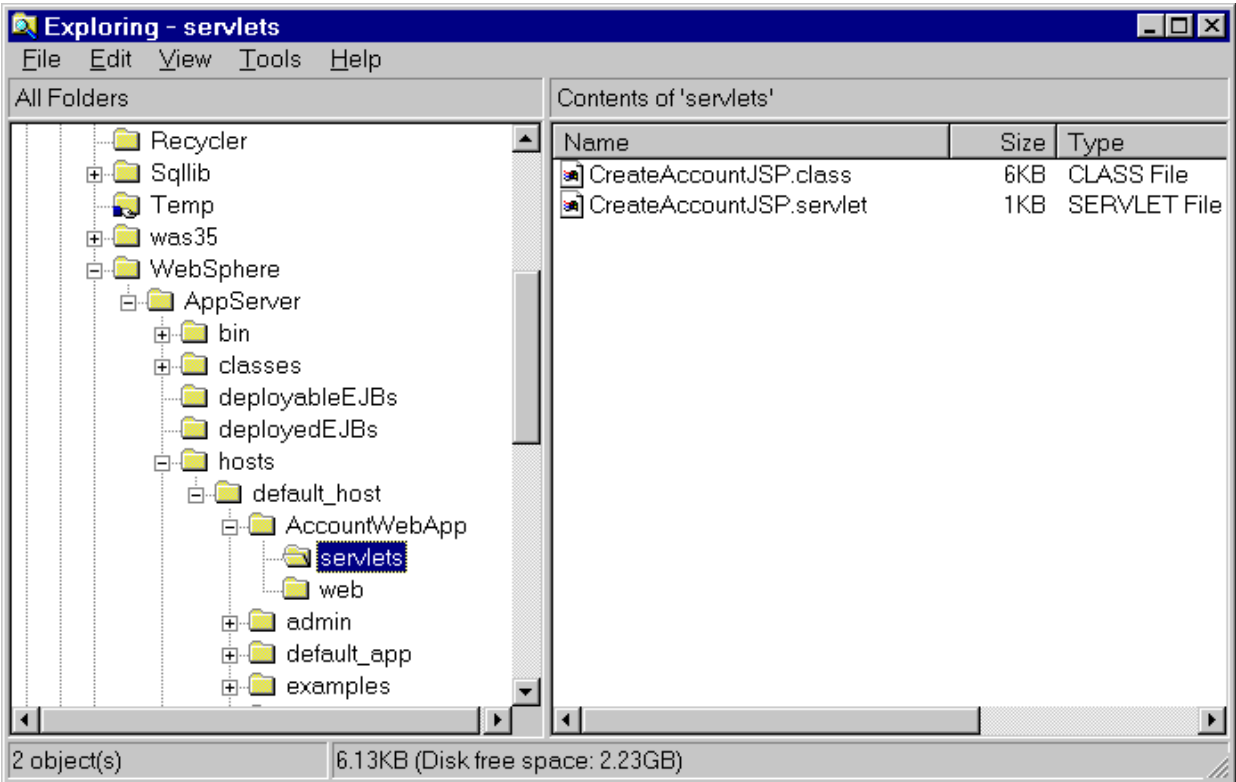 Exploring - servlets
File Edit View Tools Help
All Folders
Contents of 'servlets'
Recycler
Sqllib
Temp
was35
WebSphere
AppServer
bin
classes
deployableEJBs
deployedEJBs
hosts
default_host
AccountWebApp
servlets
web
admin
default_app
examples
Name Size Type
CreateAccountJSP.class 6KB CLASS File
CreateAccountJSP.servlet 1KB SERVLET File
2 object(s)
6.13KB (Disk free space: 2.23GB)